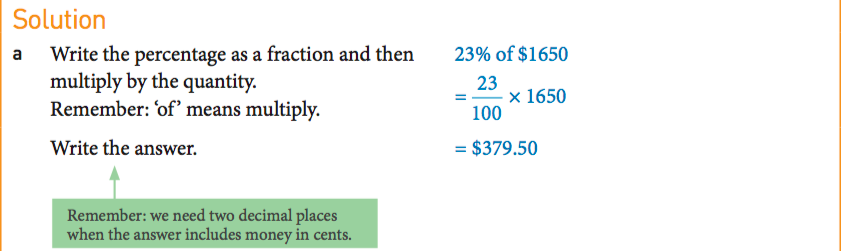 Solution
a Write the percentage as a fraction and then 23% of $1650
multiply by the quantity. = 23/100 × 1650
Remember: ‘of’ means multiply.
Write the answer. = $379.50
Remember: we need two decimal places
when the answer includes money in cents.